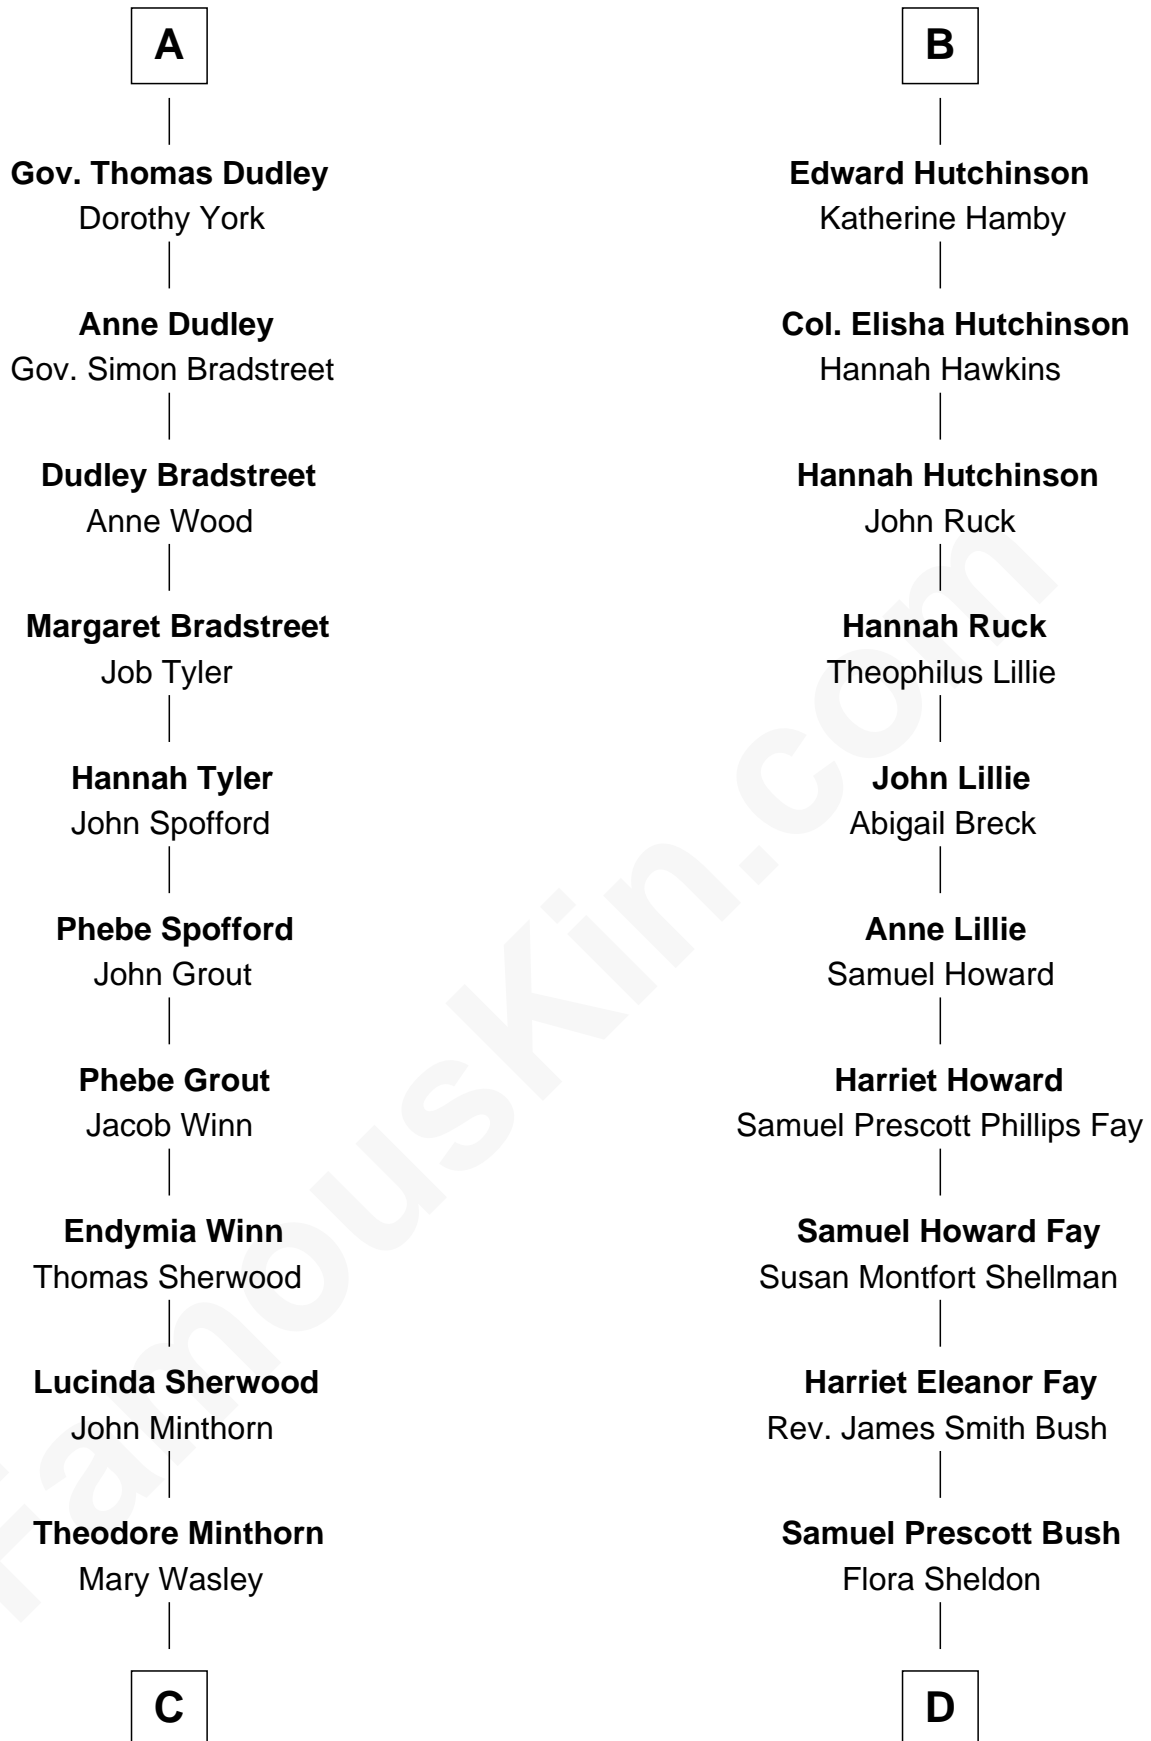 A
Gov. Thomas Dudley
Dorothy York
Anne Dudley
Gov. Simon Bradstreet
Dudley Bradstreet
Anne Wood
Margaret Bradstreet
Job Tyler
Hannah Tyler
John Spofford
Phebe Spofford
John Grout
Phebe Grout
Jacob Winn
Endymia Winn
Thomas Sherwood
Lucinda Sherwood
John Minthorn
Theodore Minthorn
Mary Wasley
C
B
Edward Hutchinson
Katherine Hamby
Col. Elisha Hutchinson
Hannah Hawkins
Hannah Hutchinson
John Ruck
Hannah Ruck
Theophilus Lillie
John Lillie
Abigail Breck
Anne Lillie
Samuel Howard
Harriet Howard
Samuel Prescott Phillips Fay
Samuel Howard Fay
Susan Montfort Shellman
Harriet Eleanor Fay
Rev. James Smith Bush
Samuel Prescott Bush
Flora Sheldon
D
FamousKin.com